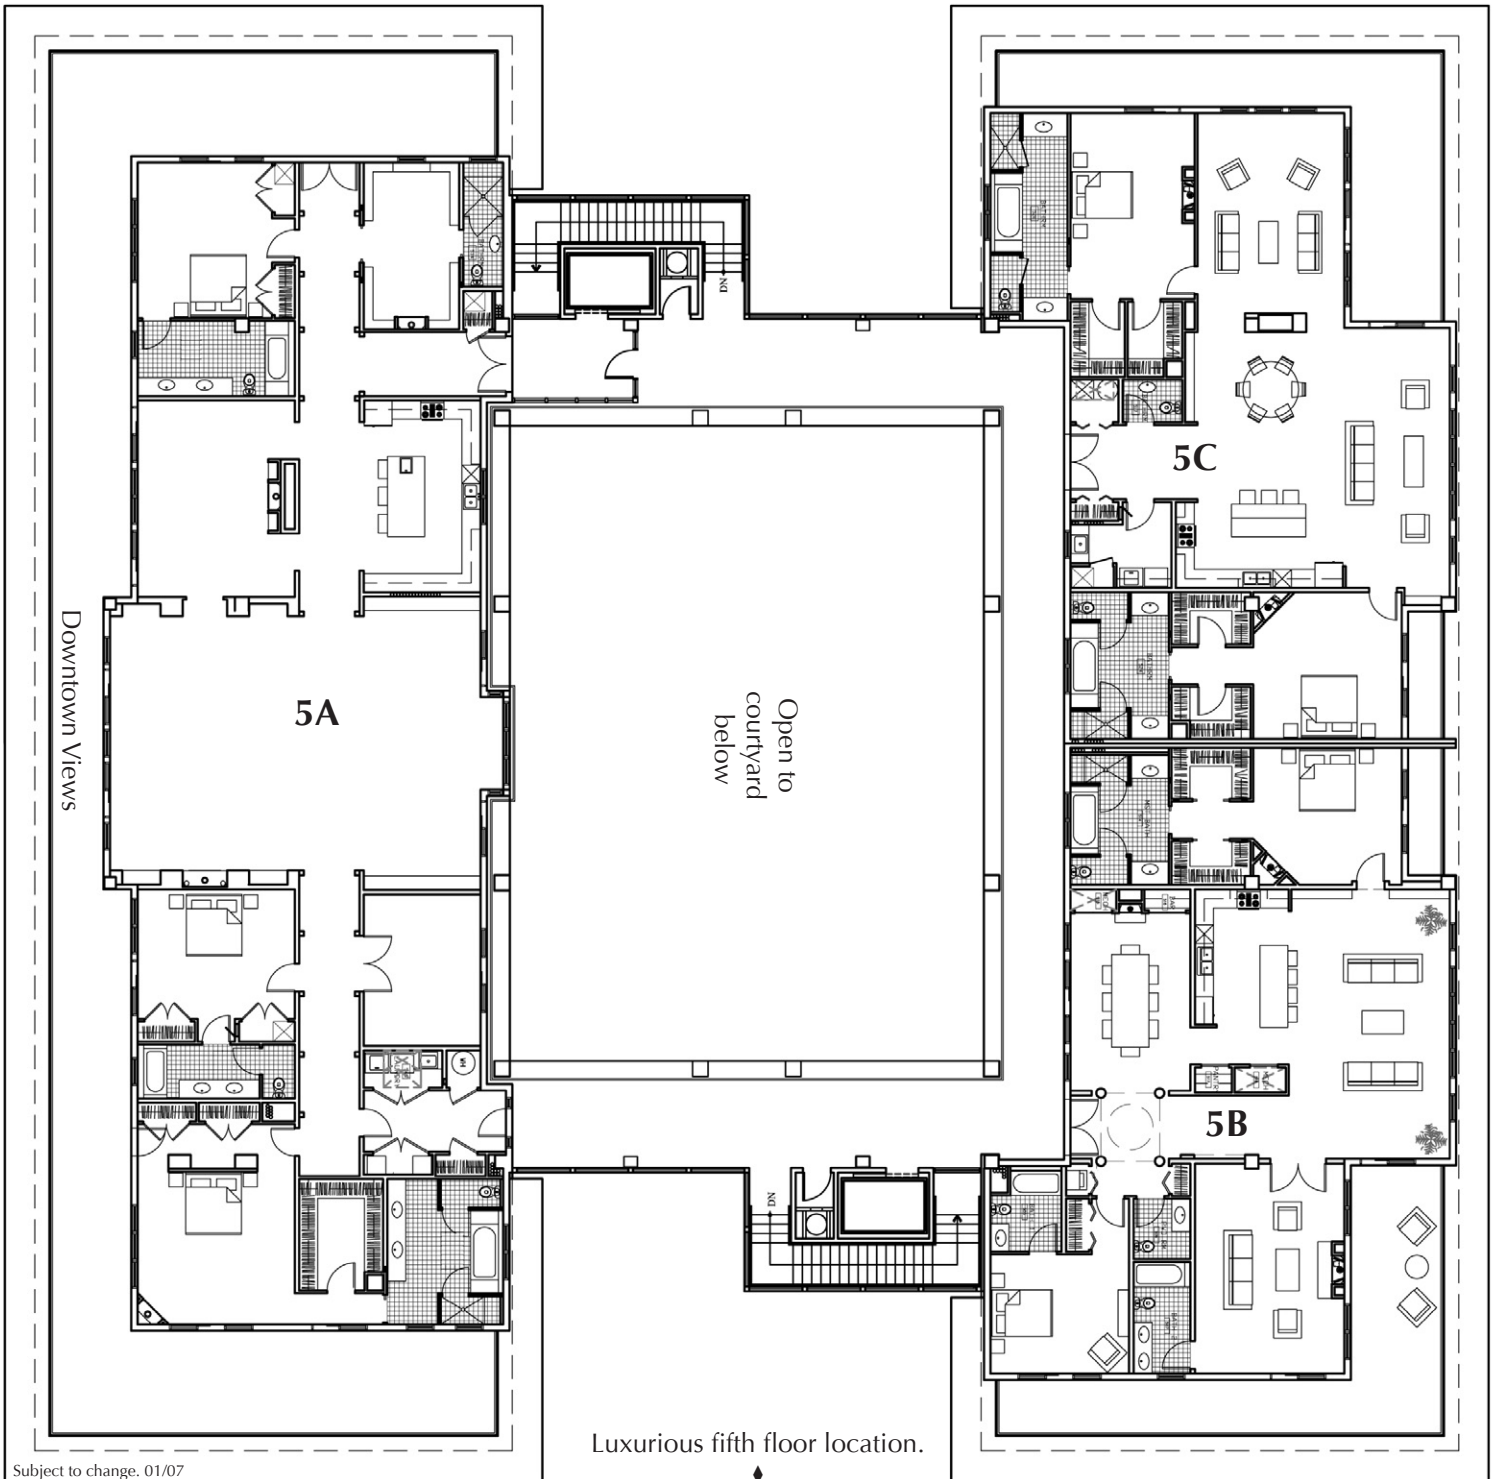 DN
5C
Downtown Views
5A
Open to
courtyard
below
WH
5B
DN
Luxurious fifth floor location.
Subject to change. 01/07